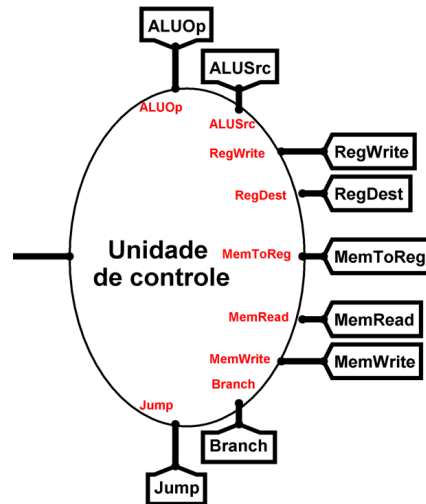 ALUOp
ALUSrc
ALUOp
ALUSrc
RegWrite
RegWrite
RegDest
RegDest
Unidade
de controle
MemToReg
MemToReg
MemRead
MemRead
MemWrite
MemWrite
Branch
Jump
Branch
Jump